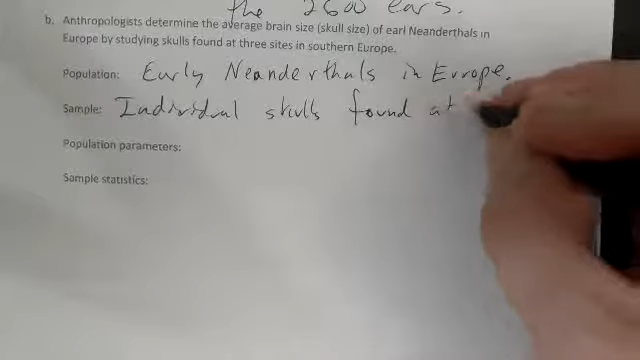 the 2600 ears.
b. Anthropologists determine the average brain size (skull size) of earl Neanderthals in
Europe by studying skulls found at three sites in southern Europe.
Population: Early Neanderthals in Europe.
Sample: Individual skulls found at
Population parameters:
Sample statistics: